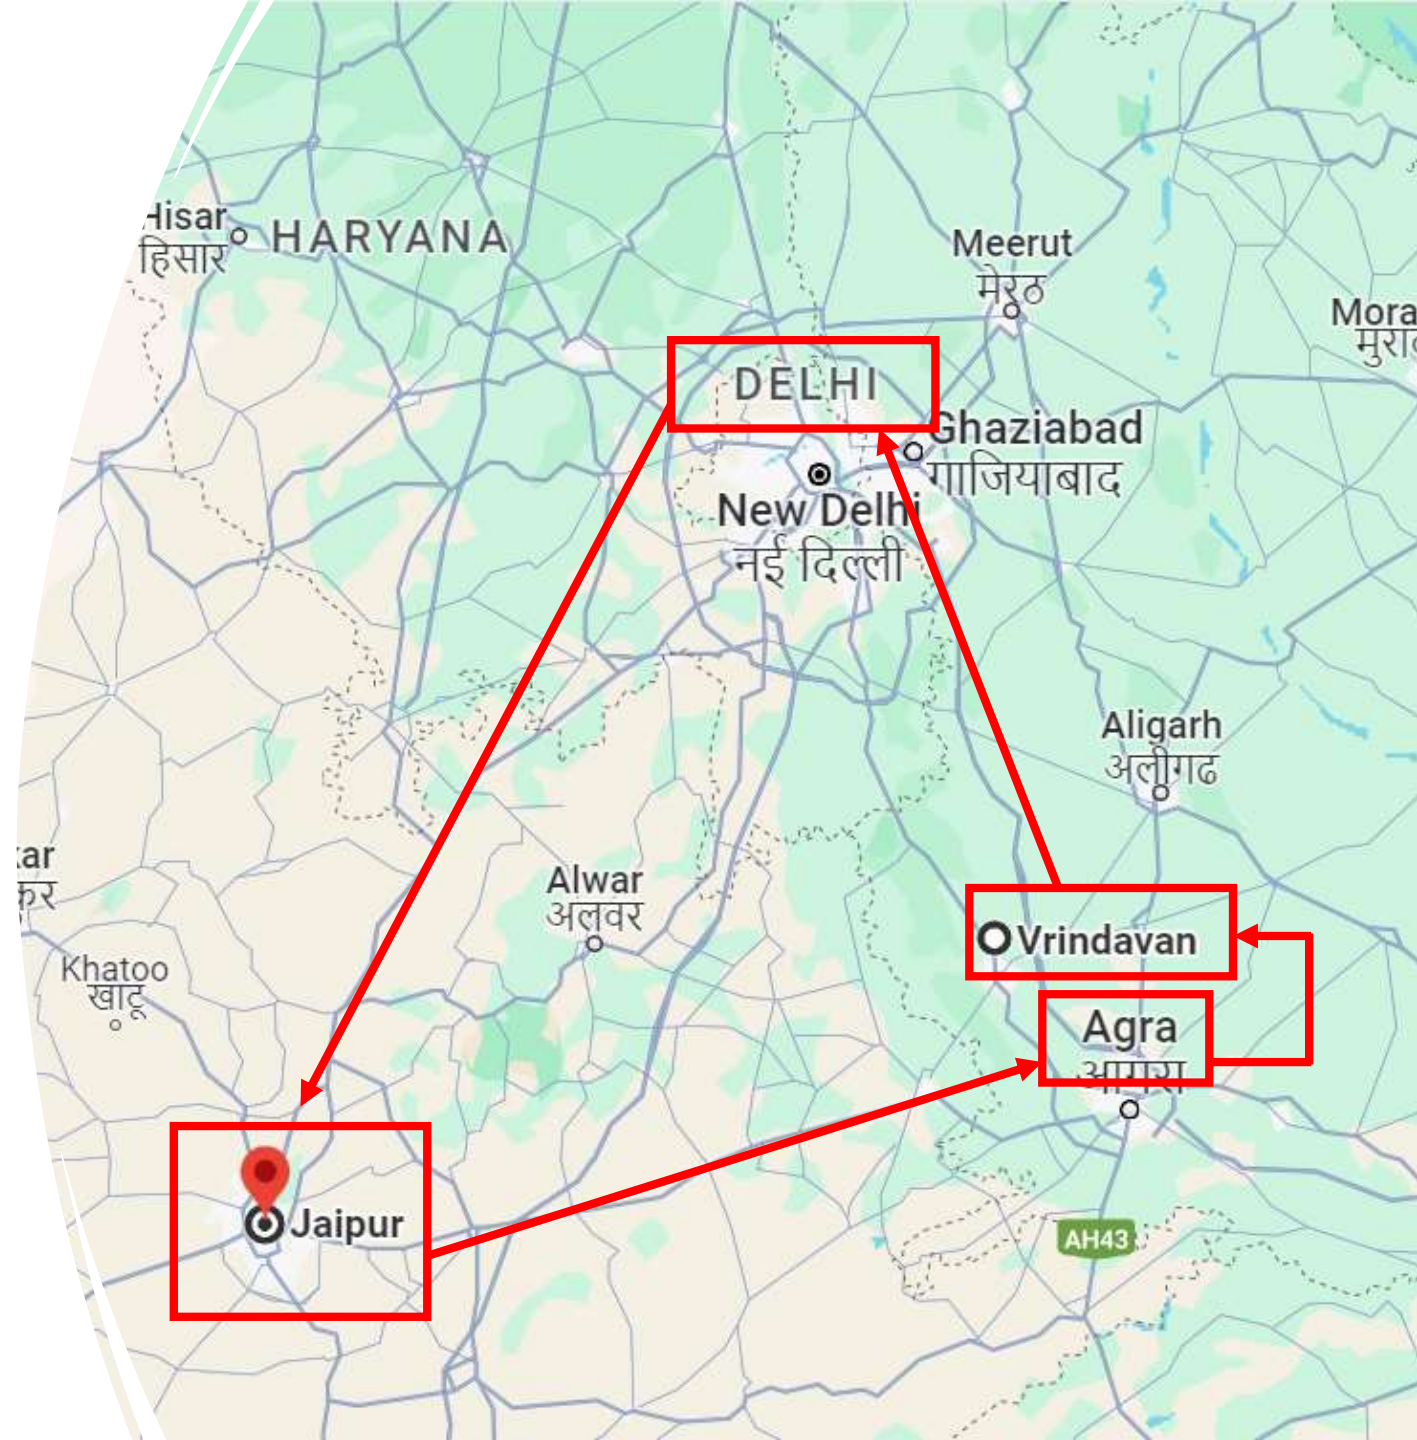 Hisar
हिसार
HARYANA
Meerut
मेरठ
DELHI
Ghaziabad
गाजियाबाद
New Delhi
नई दिल्ली
Aligarh
अलीगढ
Alwar
अलवर
Vrindavan
Khatoo
खाटू
Agra
आगरा
Jaipur
AH43